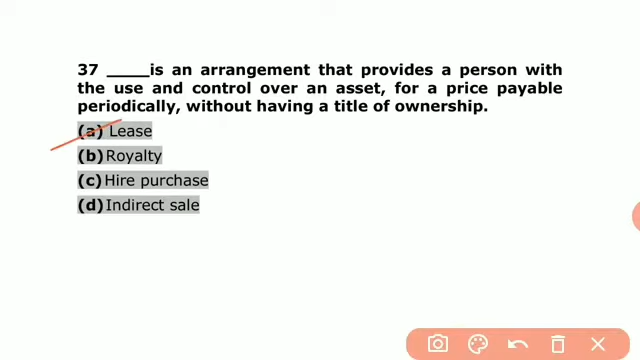 37 ____is an arrangement that provides a person with
the use and control over an asset, for a price payable
periodically, without having a title of ownership.
(a) Lease
(b) Royalty
(c) Hire purchase
(d) Indirect sale